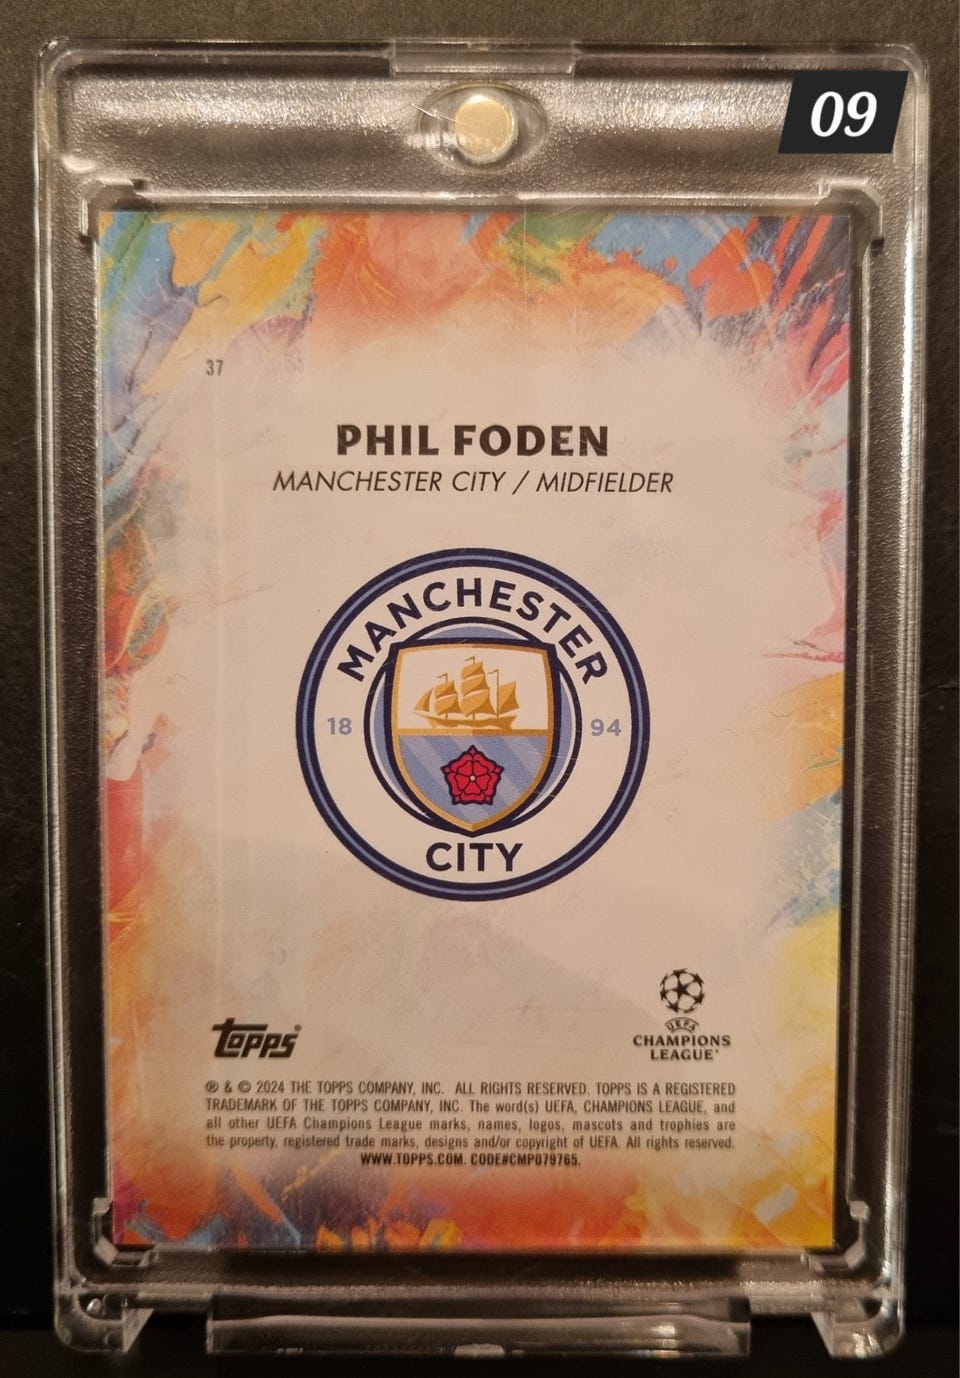 09
37
PHIL FODEN
MANCHESTER CITY / MIDFIELDER
MANCHESTER
18 94
CITY
Topps®
UEFA
CHAMPIONS
LEAGUE®
® & © 2024 THE TOPPS COMPANY, INC. ALL RIGHTS RESERVED. TOPPS IS A REGISTERED
TRADEMARK OF THE TOPPS COMPANY, INC. The word(s) UEFA, CHAMPIONS LEAGUE, and
all other UEFA Champions League marks, names, logos, mascots and trophies are
the property, registered trade marks, designs and/or copyright of UEFA. All rights reserved.
WWW.TOPPS.COM. CODE#CMP079765.